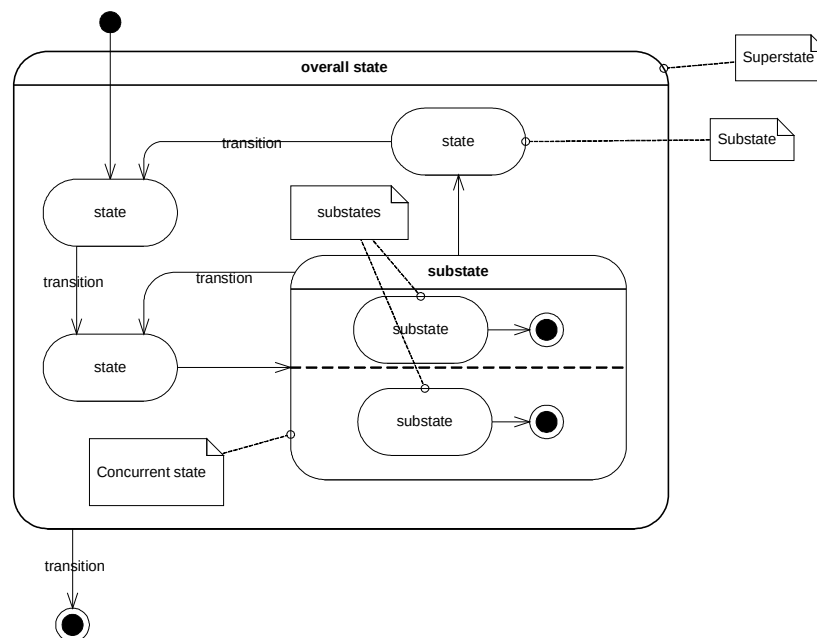 overall state
Superstate
transition
state
Substate
state
substates
transition
transtion
substate
substate
state
substate
Concurrent state
transition